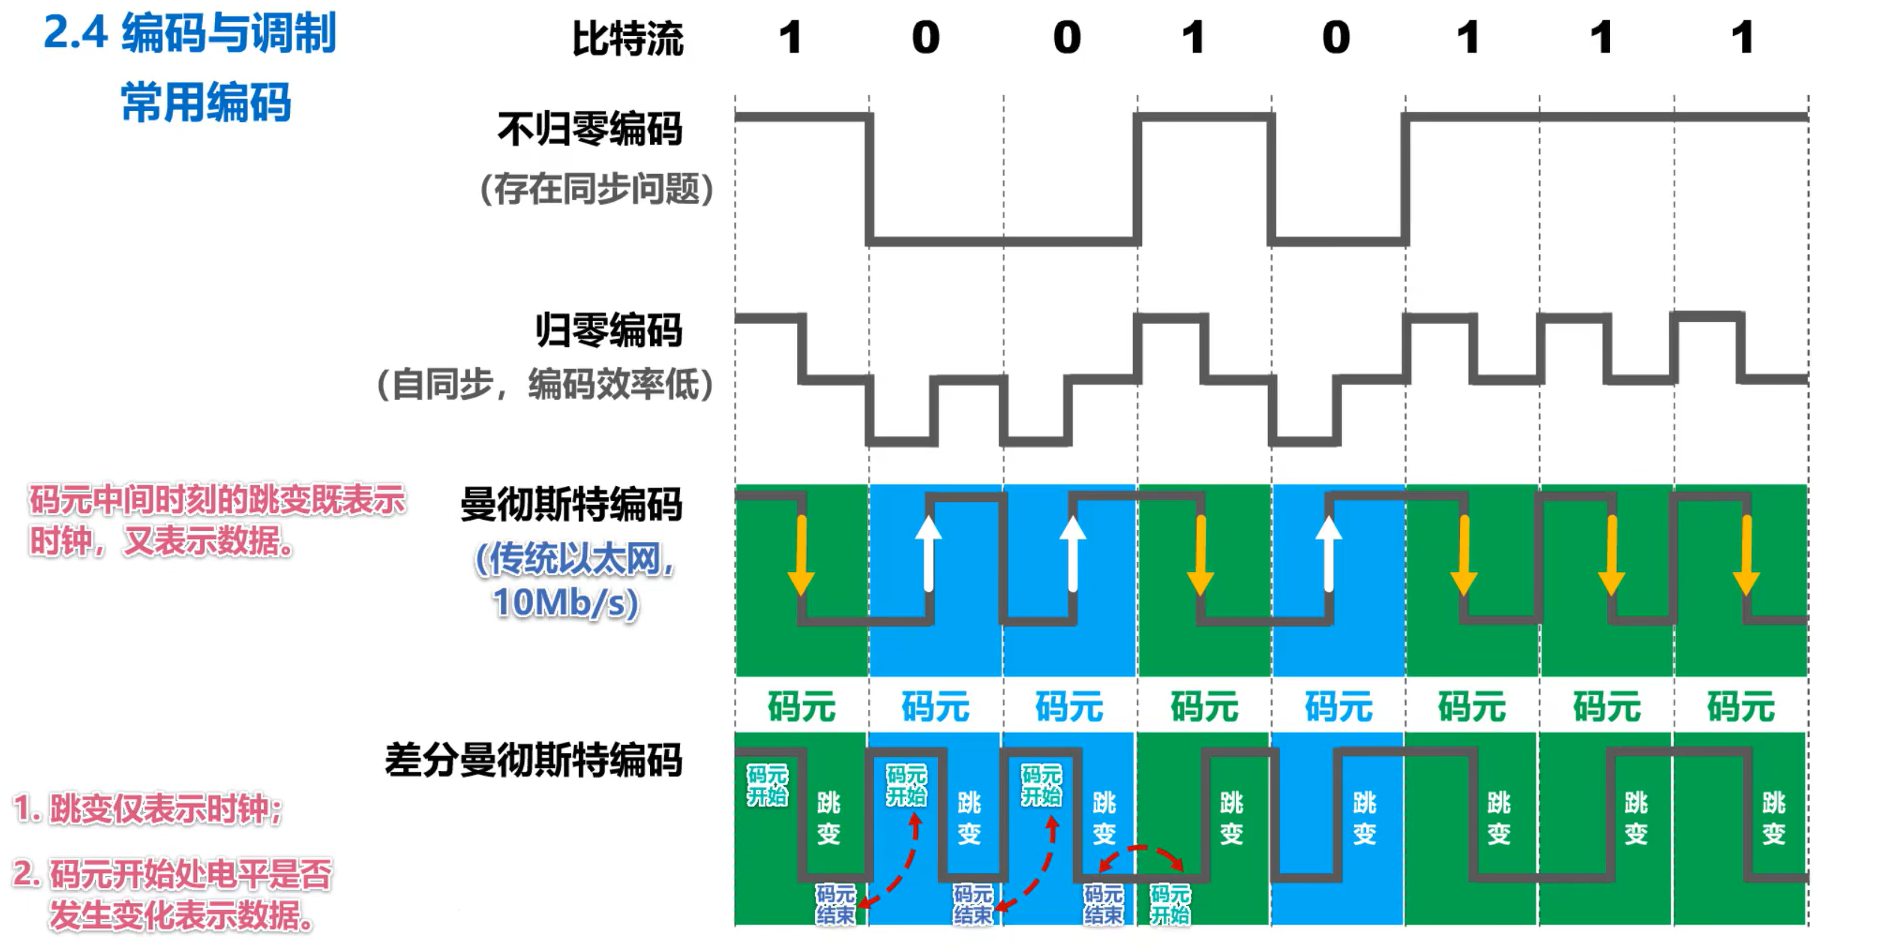 2.4 编码与调制
常用编码
比特流 1 0 0 1 0 1 1 1
不归零编码
（存在同步问题）
归零编码
（自同步，编码效率低）
码元中间时刻的跳变既表示
时钟，又表示数据。
曼彻斯特编码
（传统以太网，
10Mb/s）
码元 码元 码元 码元 码元 码元 码元 码元
差分曼彻斯特编码
1. 跳变仅表示时钟；
2. 码元开始处电平是否
发生变化表示数据。
码元
开始
码元
开始
码元
开始
跳
变
跳
变
跳
变
跳
变
跳
变
跳
变
跳
变
跳
变
码元
结束
码元
结束
码元
结束
码元
开始